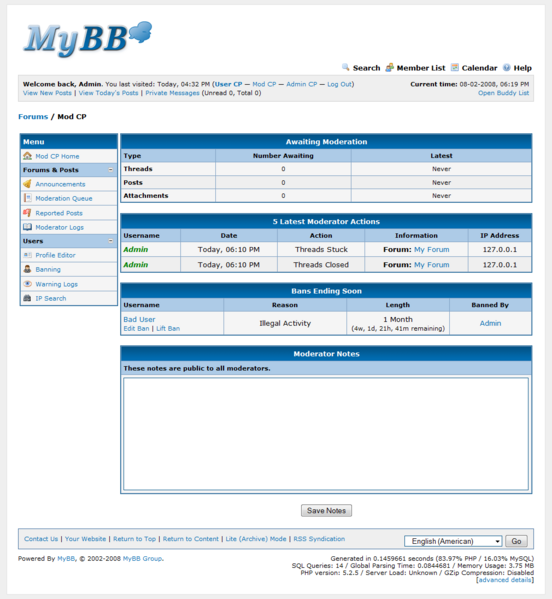 MyBB
Search Member List Calendar Help
Welcome back, Admin. You last visited: Today, 04:32 PM (User CP — Mod CP — Admin CP — Log Out) Current time: 08-02-2008, 06:19 PM
View New Posts | View Today's Posts | Private Messages (Unread 0, Total 0) Open Buddy List
Forums / Mod CP
Menu
Mod CP Home
Forums & Posts
Announcements
Moderation Queue
Reported Posts
Moderator Logs
Users
Profile Editor
Banning
Warning Logs
IP Search
Awaiting Moderation
Type Number Awaiting Latest
Threads 0 Never
Posts 0 Never
Attachments 0 Never
5 Latest Moderator Actions
Username Date Action Information IP Address
Admin Today, 06:10 PM Threads Stuck Forum: My Forum 127.0.0.1
Admin Today, 06:10 PM Threads Closed Forum: My Forum 127.0.0.1
Bans Ending Soon
Username Reason Length Banned By
Bad User Illegal Activity 1 Month Admin
Edit Ban | Lift Ban (4w, 1d, 21h, 41m remaining)
Moderator Notes
These notes are public to all moderators.
Save Notes
Contact Us | Your Website | Return to Top | Return to Content | Lite (Archive) Mode | RSS Syndication English (American) Go
Powered By MyBB, © 2002-2008 MyBB Group. Generated in 0.1459661 seconds (83.97% PHP / 16.03% MySQL)
SQL Queries: 14 / Global Parsing Time: 0.0844681 / Memory Usage: 3.75 MB
PHP version: 5.2.5 / Server Load: Unknown / GZip Compression: Disabled
[advanced details]